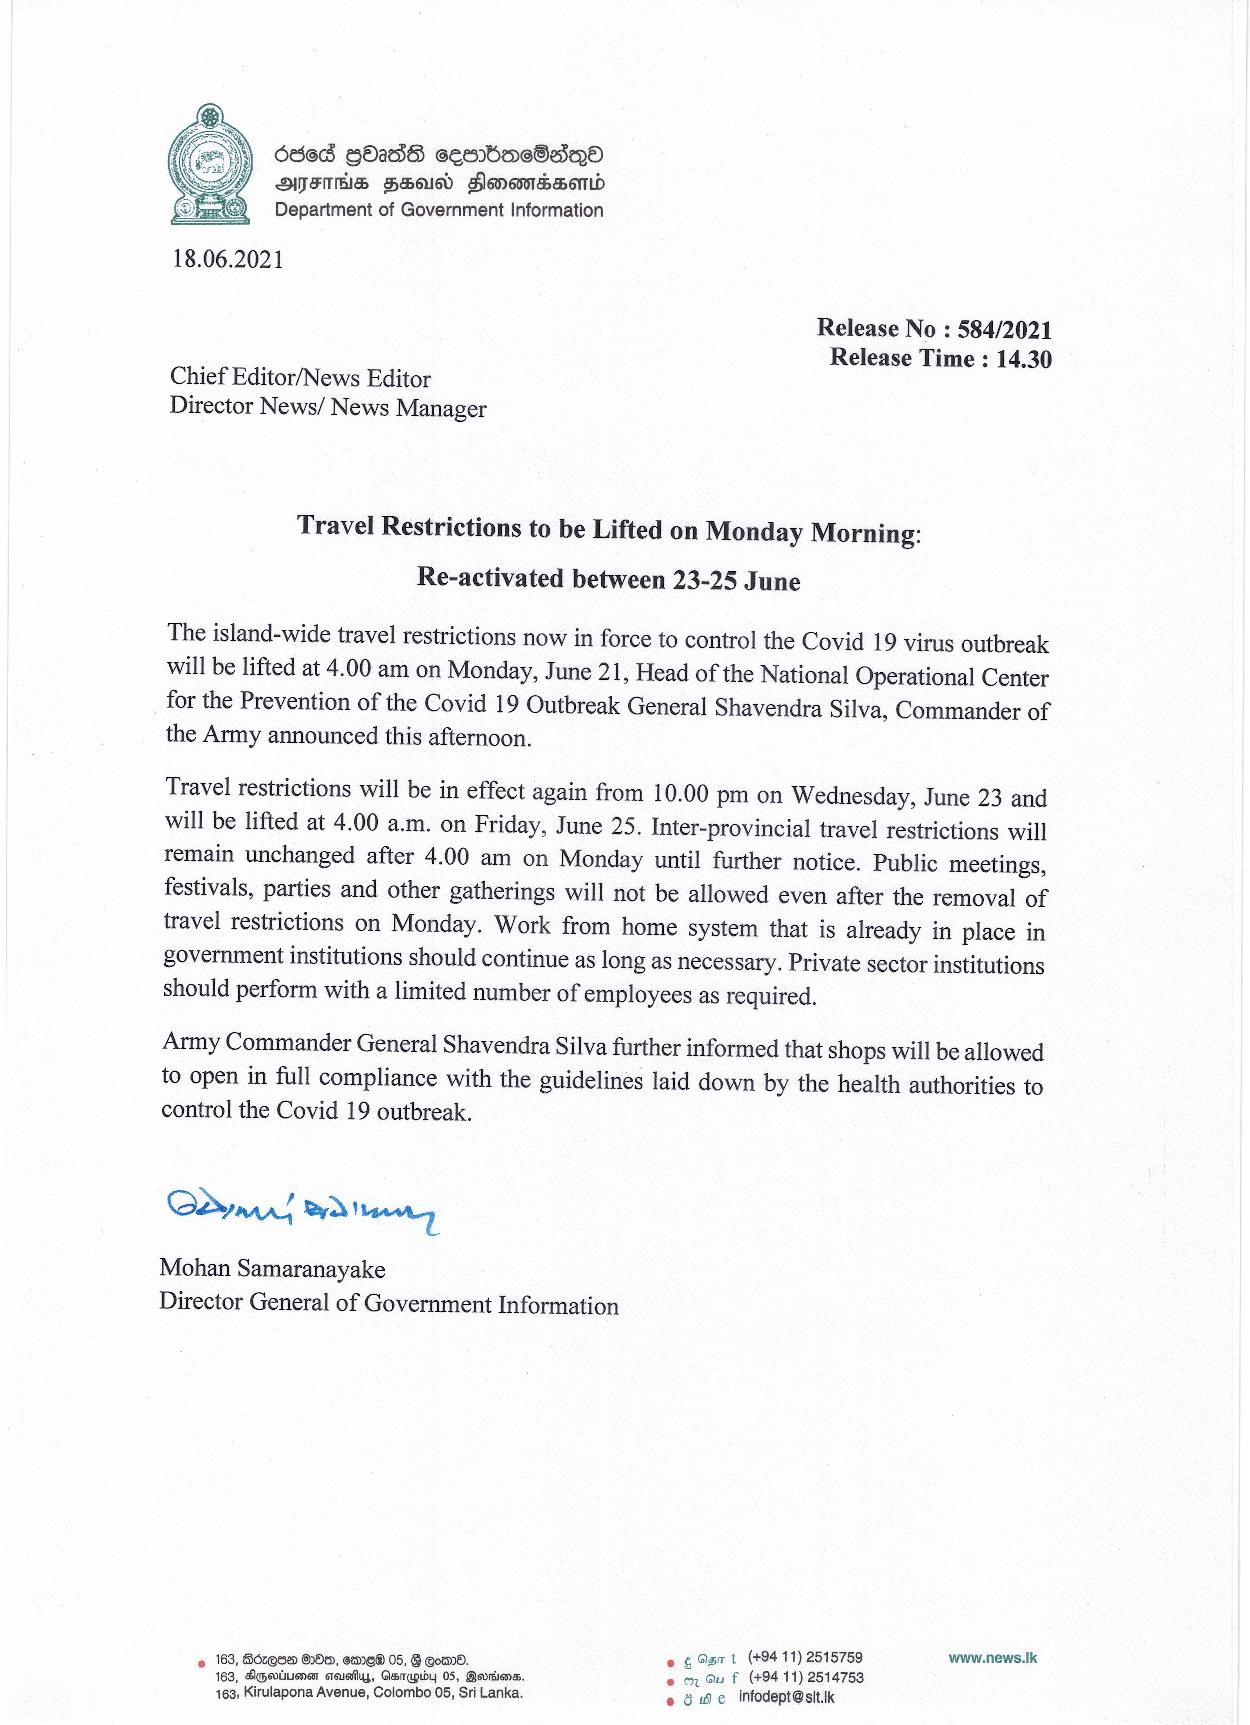 රජයේ ප්‍රවෘත්ති දෙපාර්තමේන්තුව
அரசாங்க தகவல் திணைக்களம்
Department of Government Information
18.06.2021
Release No : 584/2021
Release Time : 14.30
Chief Editor/News Editor
Director News/ News Manager
Travel Restrictions to be Lifted on Monday Morning:
Re-activated between 23-25 June
The island-wide travel restrictions now in force to control the Covid 19 virus outbreak
will be lifted at 4.00 am on Monday, June 21, Head of the National Operational Center
for the Prevention of the Covid 19 Outbreak General Shavendra Silva, Commander of
the Army announced this afternoon.
Travel restrictions will be in effect again from 10.00 pm on Wednesday, June 23 and
will be lifted at 4.00 a.m. on Friday, June 25. Inter-provincial travel restrictions will
remain unchanged after 4.00 am on Monday until further notice. Public meetings,
festivals, parties and other gatherings will not be allowed even after the removal of
travel restrictions on Monday. Work from home system that is already in place in
government institutions should continue as long as necessary. Private sector institutions
should perform with a limited number of employees as required.
Army Commander General Shavendra Silva further informed that shops will be allowed
to open in full compliance with the guidelines laid down by the health authorities to
control the Covid 19 outbreak.
Mohan Samaranayake
Director General of Government Information
163, කිරුලපන මාවත, කොළඹ 05, ශ්‍රී ලංකාව.
163, கிருலப்பனை எவனியூ, கொழும்பு 05, இலங்கை.
163, Kirulapona Avenue, Colombo 05, Sri Lanka.
දු தொ t (+94 11) 2515759
ෆැ பெ f (+94 11) 2514753
ඊ மி e infodept@slt.lk
www.news.lk